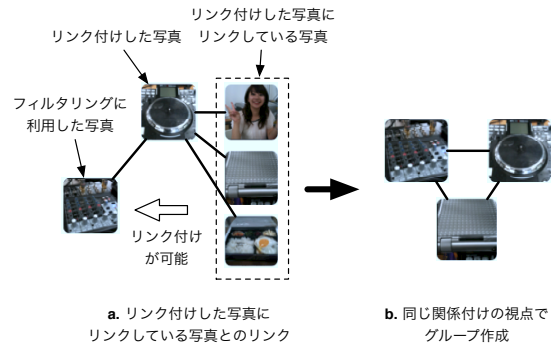 リンク付けした写真に
リンクしている写真
リンク付けした写真
フィルタリングに
利用した写真
リンク付け
が可能
a. リンク付けした写真に
リンクしている写真とのリンク
b. 同じ関係付けの視点で
グループ作成